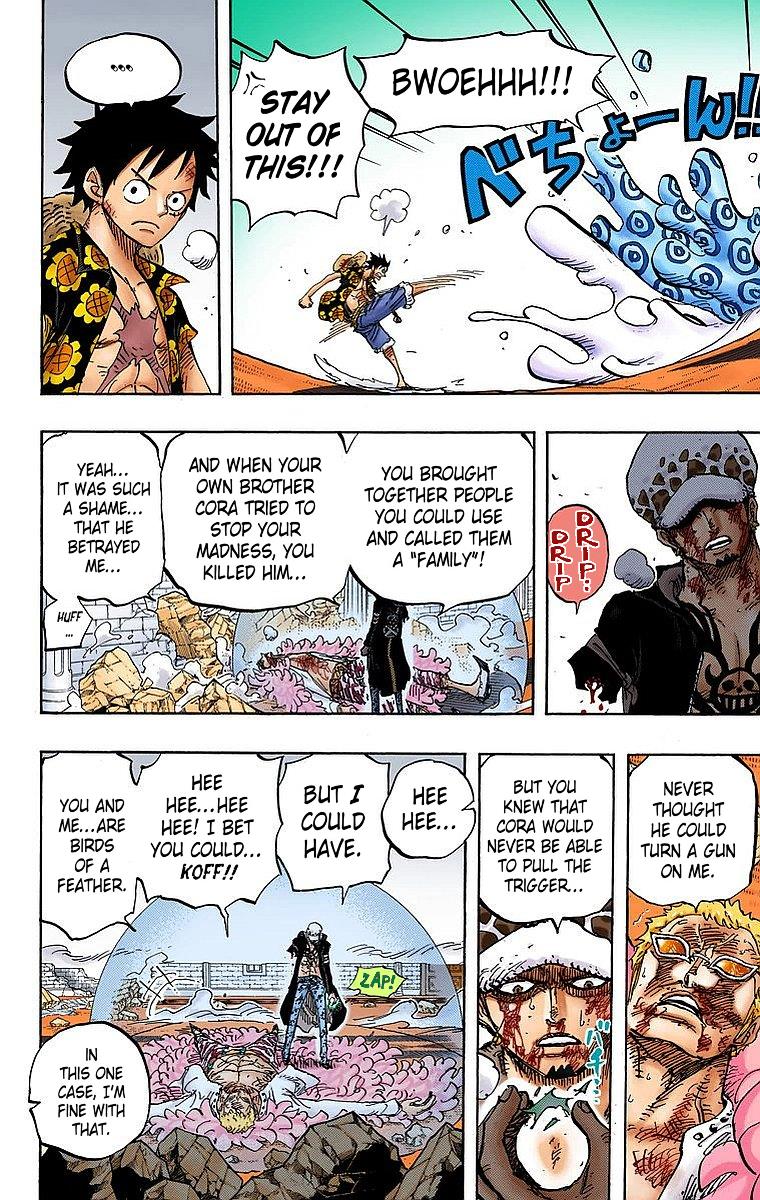 BWOEHHH!!!
STAY
OUT OF
THIS!!!
べちょーん!!
...
DRIP..
DRIP
YOU BROUGHT
TOGETHER PEOPLE
YOU COULD USE
AND CALLED THEM
A "FAMILY"!
AND WHEN YOUR
OWN BROTHER
CORA TRIED TO
STOP YOUR
MADNESS, YOU
KILLED HIM...
YEAH...
IT WAS SUCH
A SHAME...
THAT HE
BETRAYED
ME...
HUFF
...
NEVER
THOUGHT
HE COULD
TURN A GUN
ON ME.
BUT YOU
KNEW THAT
CORA WOULD
NEVER BE ABLE
TO PULL THE
TRIGGER...
バチ...
HEE
HEE...
BUT I
COULD
HAVE.
HEE
HEE...HEE
HEE! I BET
YOU COULD...
KOFF!!
YOU AND
ME...ARE
BIRDS
OF A
FEATHER.
ZAP!
IN
THIS ONE
CASE, I'M
FINE WITH
THAT.